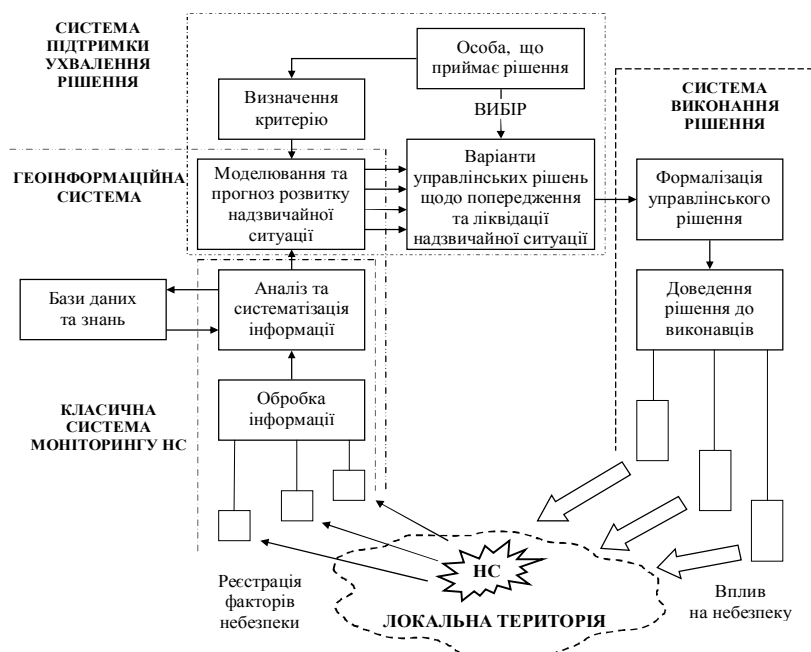 СИСТЕМА
ПІДТРИМКИ
УХВАЛЕННЯ
РІШЕННЯ
Особа, що
приймає рішення
Визначення
критерію
ВИБІР
СИСТЕМА
ВИКОНАННЯ
РІШЕННЯ
ГЕОІНФОРМАЦІЙНА
СИСТЕМА
Моделювання та
прогноз розвитку
надзвичайної
ситуації
Варіанти
управлінських рішень
щодо попередження
та ліквідації
надзвичайної ситуації
Формалізація
управлінського
рішення
Бази даних
та знань
Аналіз та
систематізація
інформації
Доведення
рішення до
виконавців
КЛАСИЧНА
СИСТЕМА
МОНІТОРИНГУ НС
Обробка
інформації
НС
Реєстрація
факторів
небезпеки
ЛОКАЛЬНА ТЕРИТОРІЯ
Вплив
на небезпеку